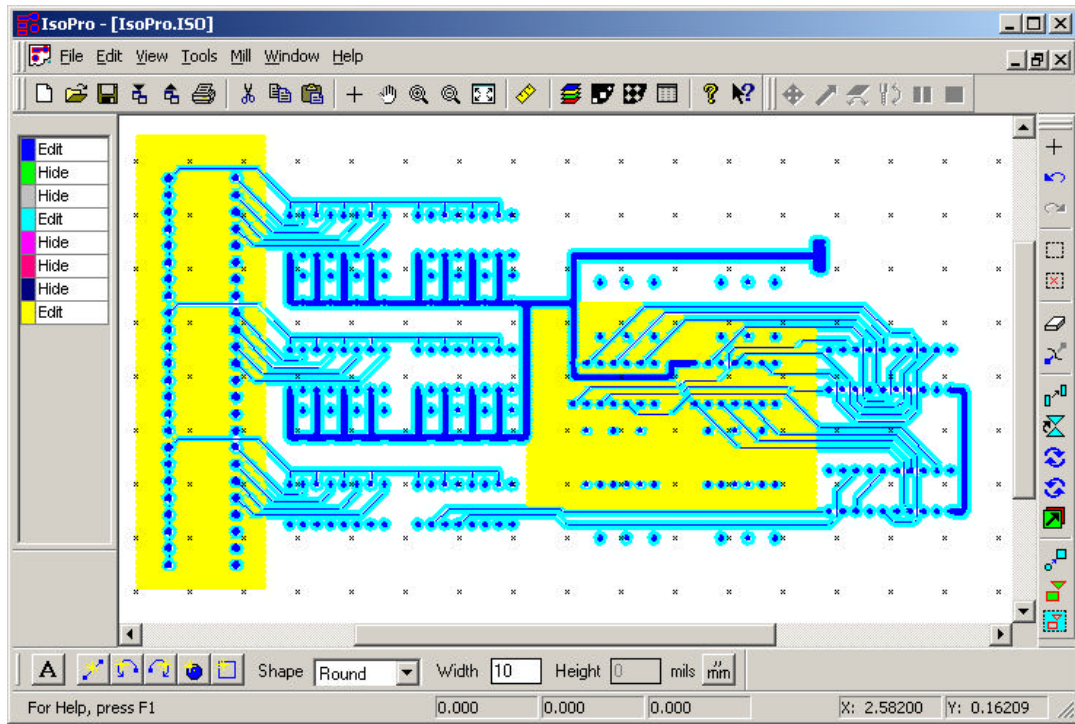 IsoPro - [IsoPro.ISO]
File Edit View Tools Mill Window Help
Edit
Hide
Hide
Edit
Hide
Hide
Hide
Edit
A Shape Round Width 10 Height 0 mils mm
For Help, press F1 0.000 0.000 0.000 X: 2.58200 Y: 0.16209